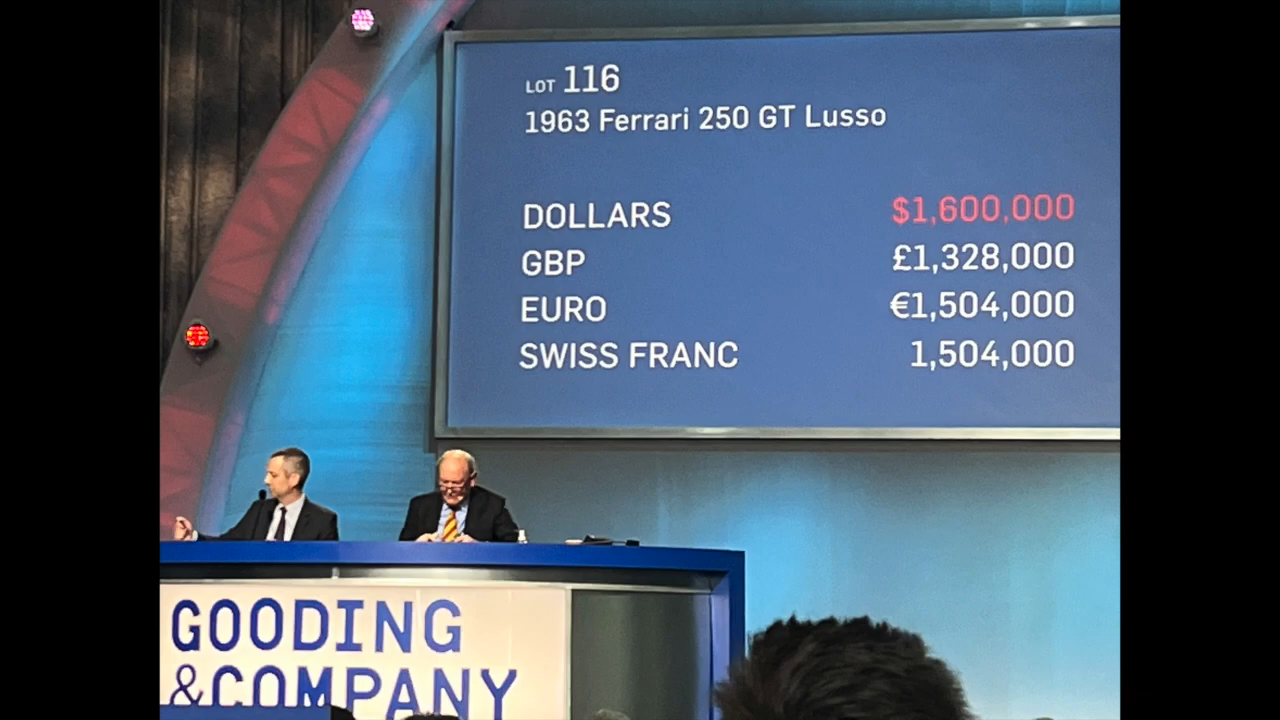 LOT 116
1963 Ferrari 250 GT Lusso
DOLLARS $1,600,000
GBP £1,328,000
EURO €1,504,000
SWISS FRANC 1,504,000
GOODING
&COMPANY